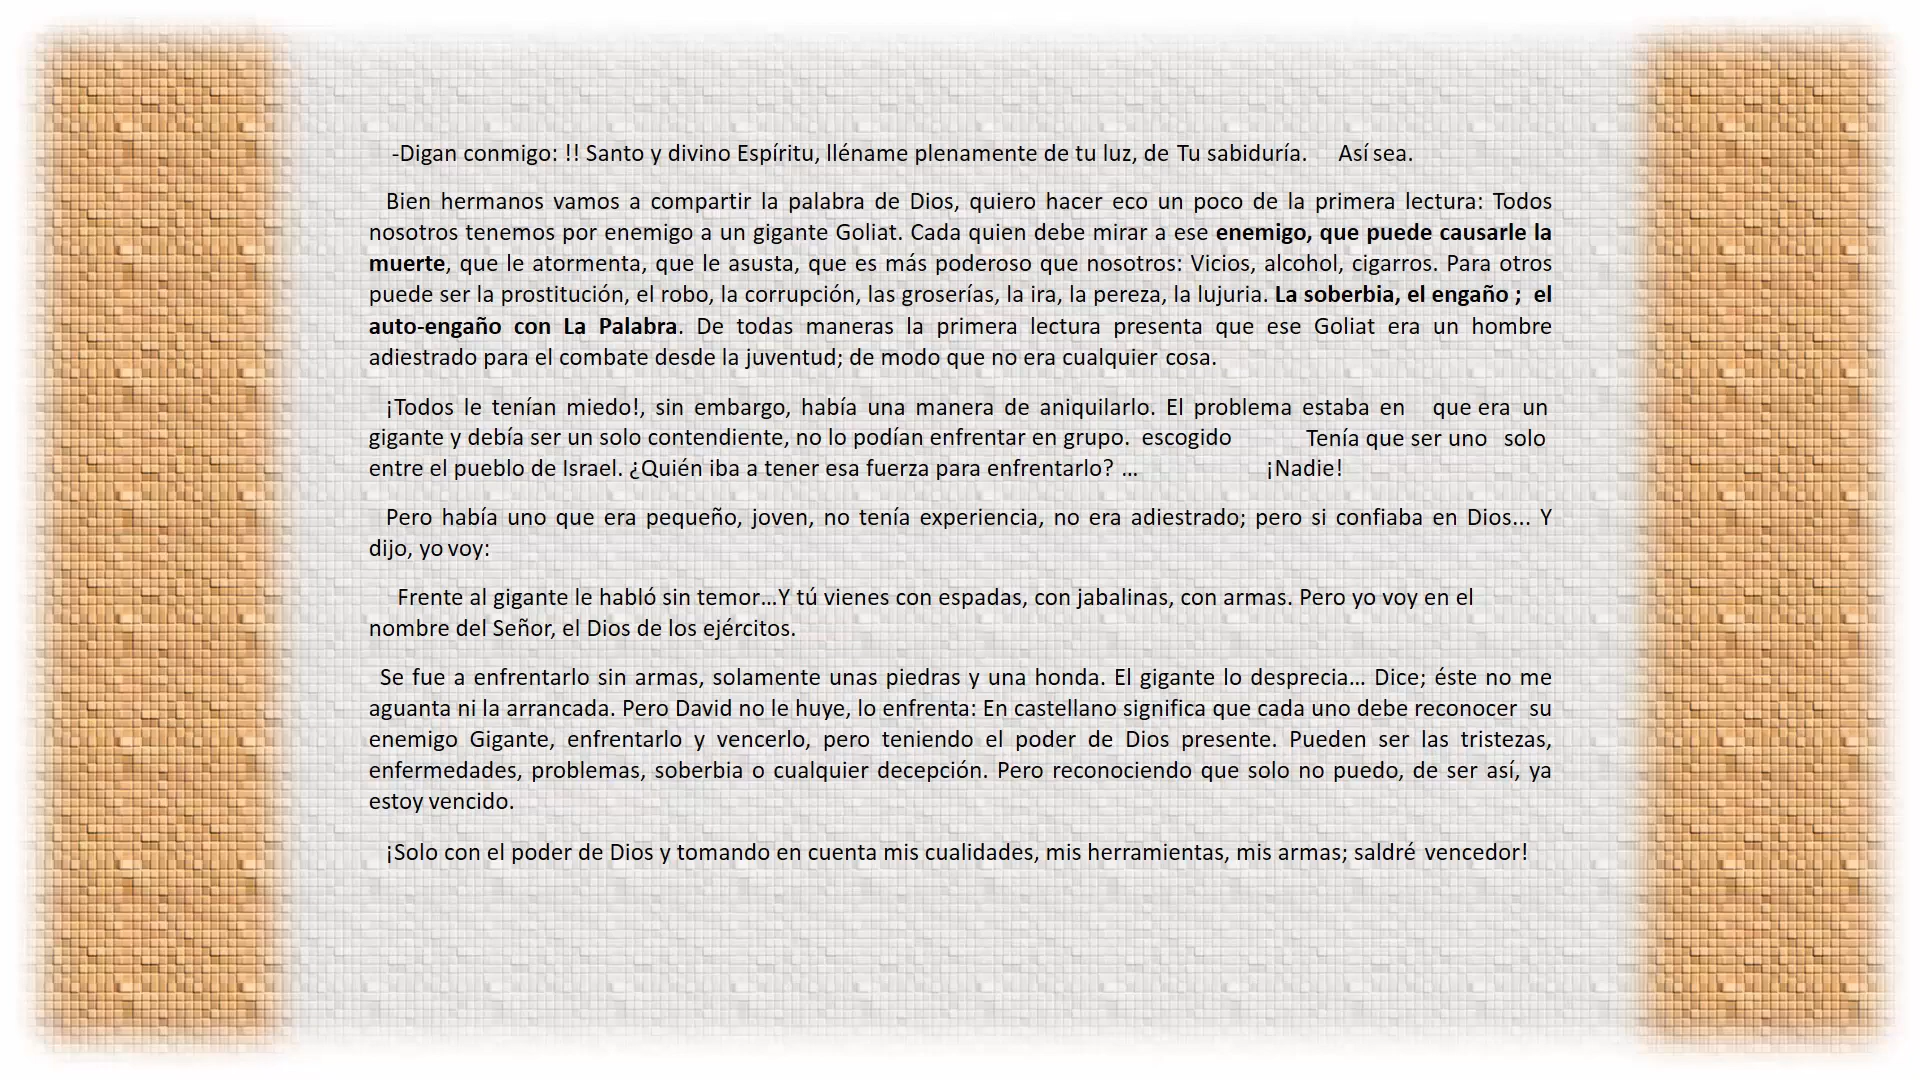 -Digan conmigo: !! Santo y divino Espíritu, lléname plenamente de tu luz, de Tu sabiduría. Así sea.
Bien hermanos vamos a compartir la palabra de Dios, quiero hacer eco un poco de la primera lectura: Todos
nosotros tenemos por enemigo a un gigante Goliat. Cada quien debe mirar a ese enemigo, que puede causarle la
muerte, que le atormenta, que le asusta, que es más poderoso que nosotros: Vicios, alcohol, cigarros. Para otros
puede ser la prostitución, el robo, la corrupción, las groserías, la ira, la pereza, la lujuria. La soberbia, el engaño ; el
auto-engaño con La Palabra. De todas maneras la primera lectura presenta que ese Goliat era un hombre
adiestrado para el combate desde la juventud; de modo que no era cualquier cosa.
¡Todos le tenían miedo!, sin embargo, había una manera de aniquilarlo. El problema estaba en que era un
gigante y debía ser un solo contendiente, no lo podían enfrentar en grupo. escogido Tenía que ser uno solo
entre el pueblo de Israel. ¿Quién iba a tener esa fuerza para enfrentarlo? ... ¡Nadie!
Pero había uno que era pequeño, joven, no tenía experiencia, no era adiestrado; pero si confiaba en Dios... Y
dijo, yo voy:
Frente al gigante le habló sin temor...Y tú vienes con espadas, con jabalinas, con armas. Pero yo voy en el
nombre del Señor, el Dios de los ejércitos.
Se fue a enfrentarlo sin armas, solamente unas piedras y una honda. El gigante lo desprecia... Dice; éste no me
aguanta ni la arrancada. Pero David no le huye, lo enfrenta: En castellano significa que cada uno debe reconocer su
enemigo Gigante, enfrentarlo y vencerlo, pero teniendo el poder de Dios presente. Pueden ser las tristezas,
enfermedades, problemas, soberbia o cualquier decepción. Pero reconociendo que solo no puedo, de ser así, ya
estoy vencido.
¡Solo con el poder de Dios y tomando en cuenta mis cualidades, mis herramientas, mis armas; saldré vencedor!